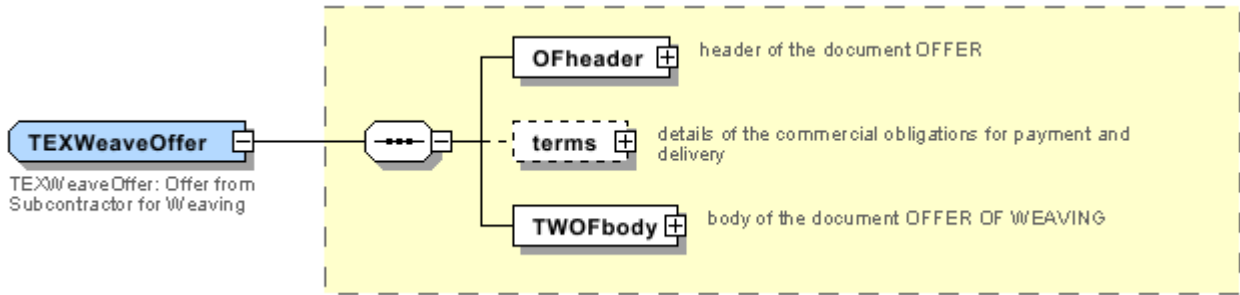 OFheader
header of the document OFFER
TEXWeaveOffer
terms
details of the commercial obligations for payment and
delivery
TEXWeaveOffer: Offer from
Subcontractor for Weaving
TWOFbody
body of the document OFFER OF WEAVING